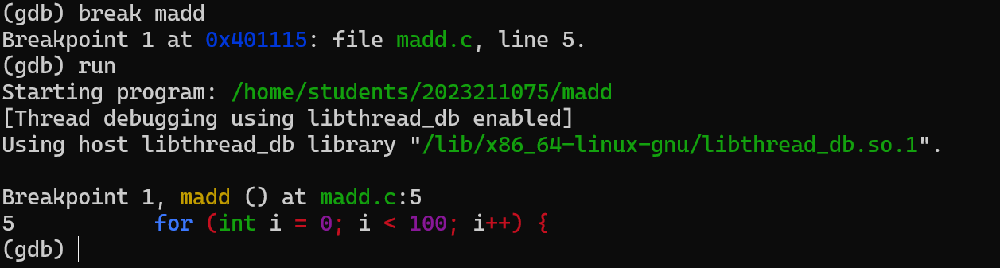 (gdb) break madd
Breakpoint 1 at 0x401115: file madd.c, line 5.
(gdb) run
Starting program: /home/students/2023211075/madd
[Thread debugging using libthread_db enabled]
Using host libthread_db library "/lib/x86_64-linux-gnu/libthread_db.so.1".

Breakpoint 1, madd () at madd.c:5
5           for (int i = 0; i < 100; i++) {
(gdb)